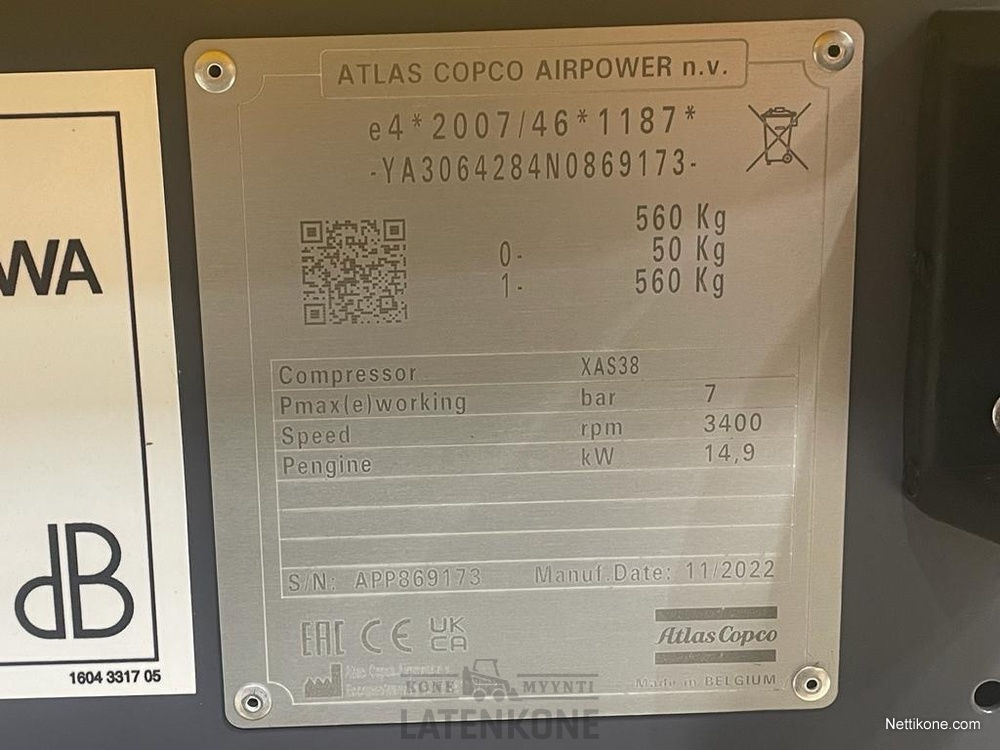 ATLAS COPCO AIRPOWER n.v.
e4*2007/46*1187*
-YA3064284N0869173-
560 Kg
0- 50 Kg
1- 560 Kg
Compressor XAS38
Pmax(e)working bar 7
Speed rpm 3400
Pengine kW 14,9
S/N: APP869173 Manuf.Date: 11/2022
EAC CE UK CA
Atlas Copco
Made in BELGIUM
WA
dB
1604 3317 05
KONE MYYNTI
LATENKONE
Nettikone.com